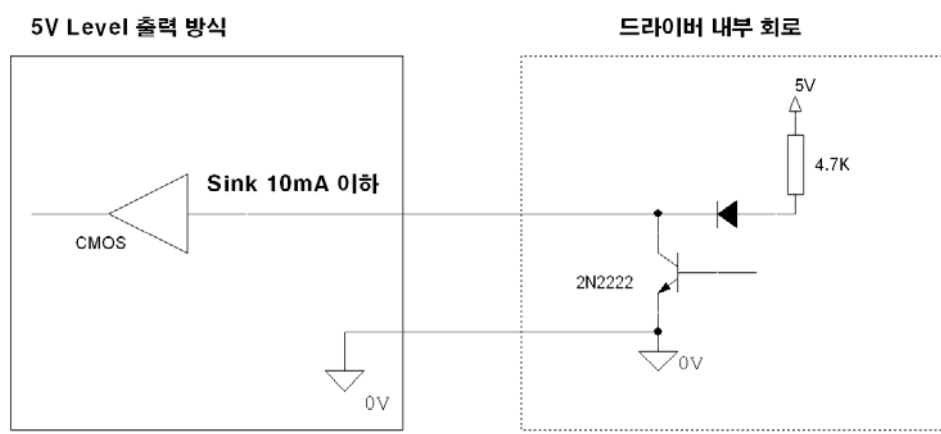 5V Level 출력 방식
드라이버 내부 회로
5V
4.7K
Sink 10mA 이하
CMOS
2N2222
0V
0V